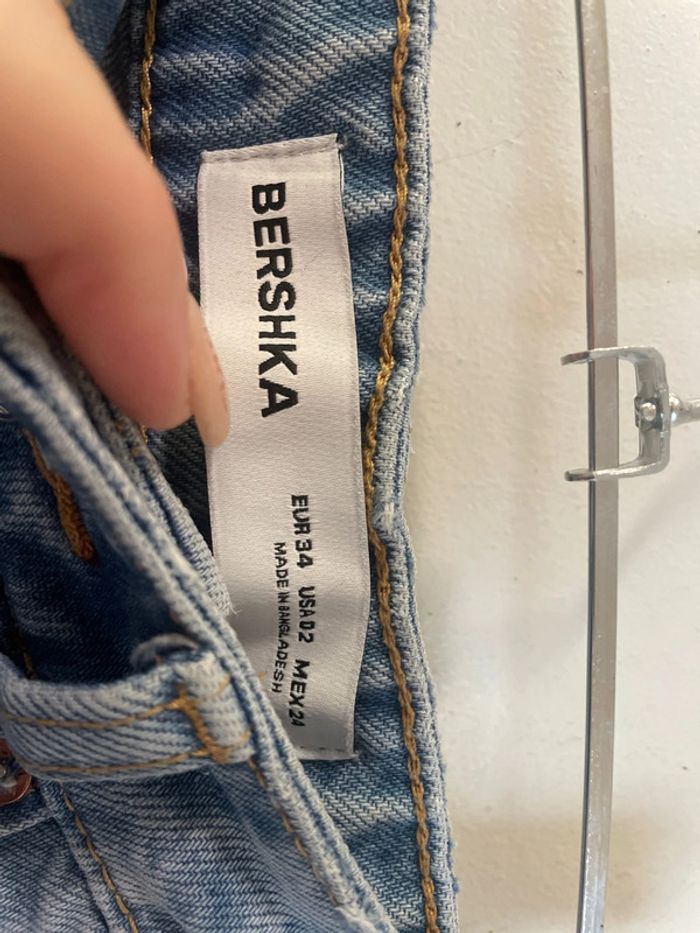 BERSHKA
EUR 34 USA 02 MEX 24
MADE IN BANGLADESH